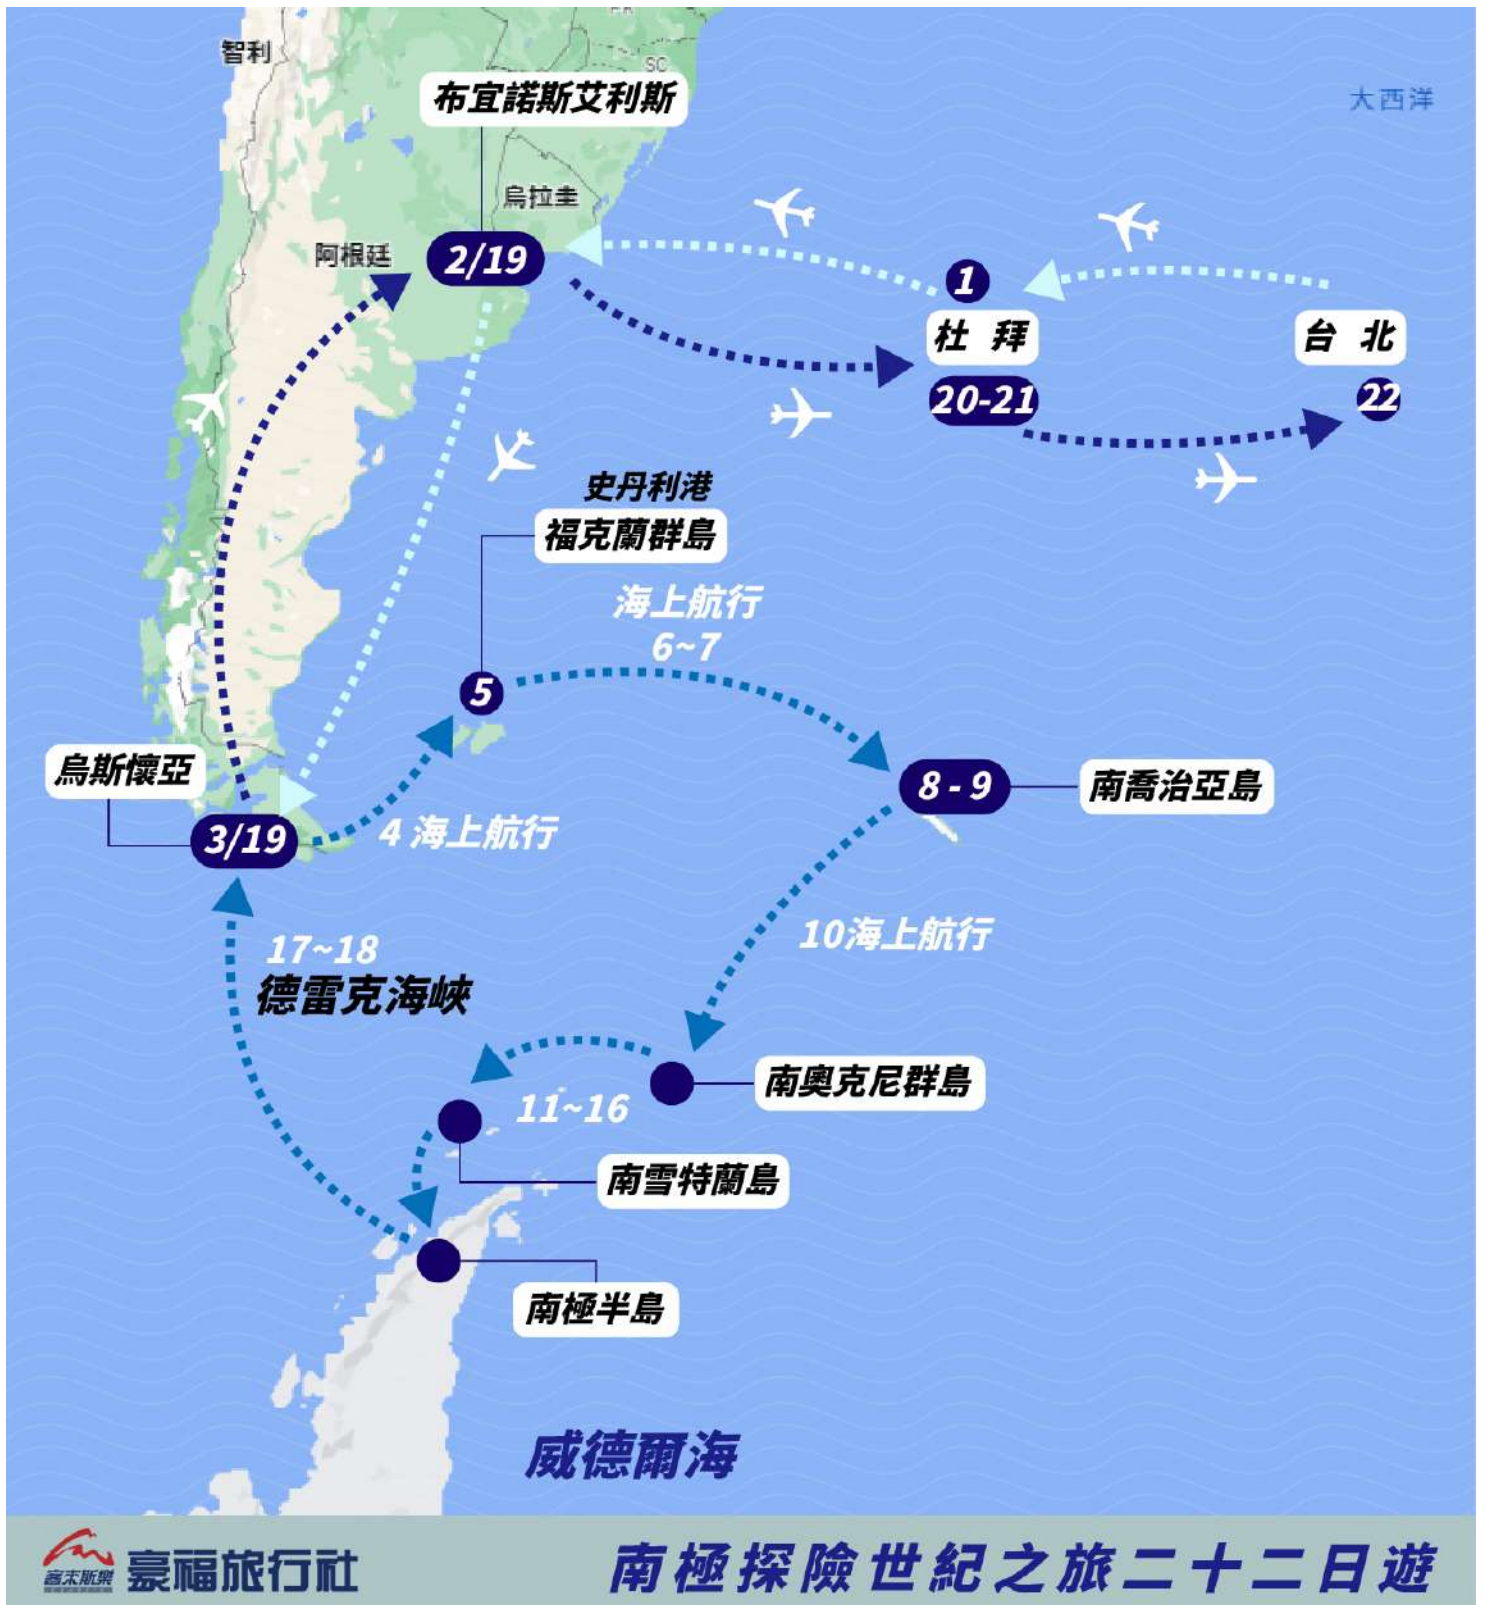 智利
SC
布宜諾斯艾利斯
大西洋
烏拉圭
阿根廷
2/19
1
杜 拜
台 北
20-21
22
史丹利港
福克蘭群島
海上航行
6~7
5
烏斯懷亞
8 - 9
南喬治亞島
3/19
4 海上航行
10海上航行
17~18
德雷克海峽
南奧克尼群島
11~16
南雪特蘭島
南極半島
威德爾海
喜末斯樂
豪福旅行社
南極探險世紀之旅二十二日遊